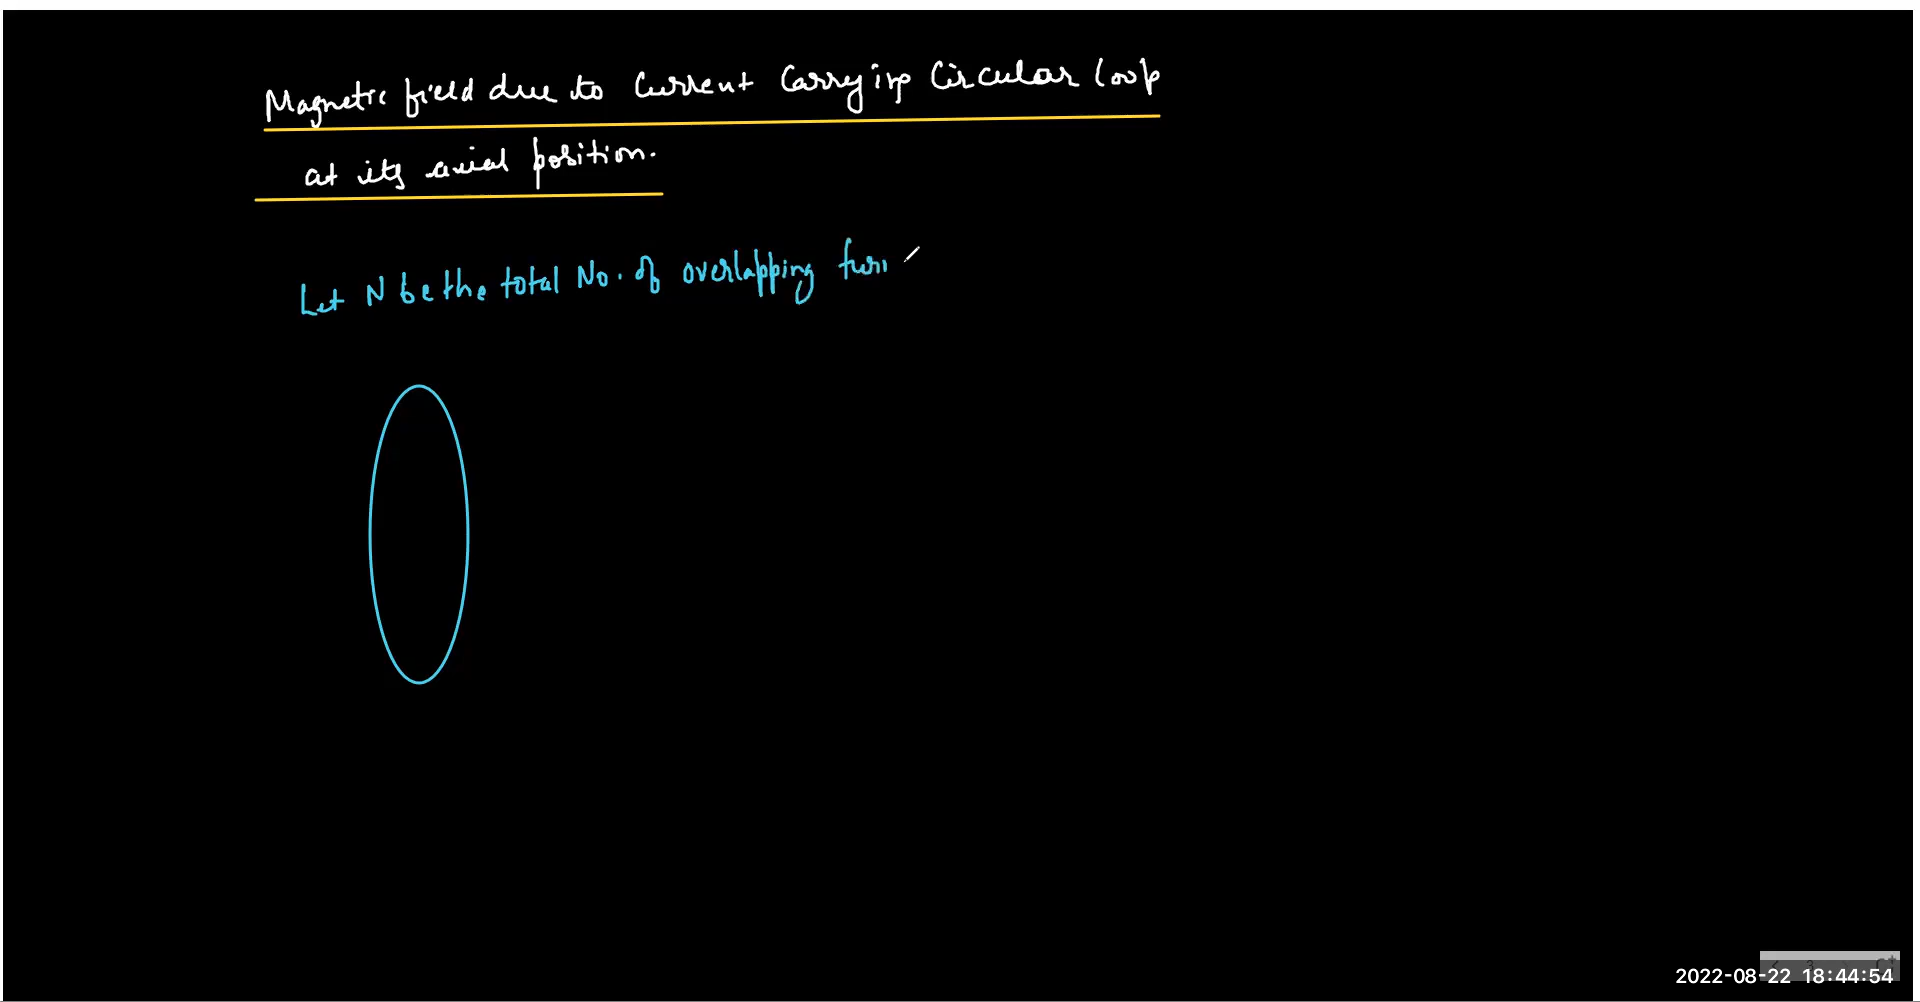 Magnetic field due to Current Carrying Circular loop
at its axial position.
Let N be the total No. of overlapping turn
2022-08-22 18:44:54